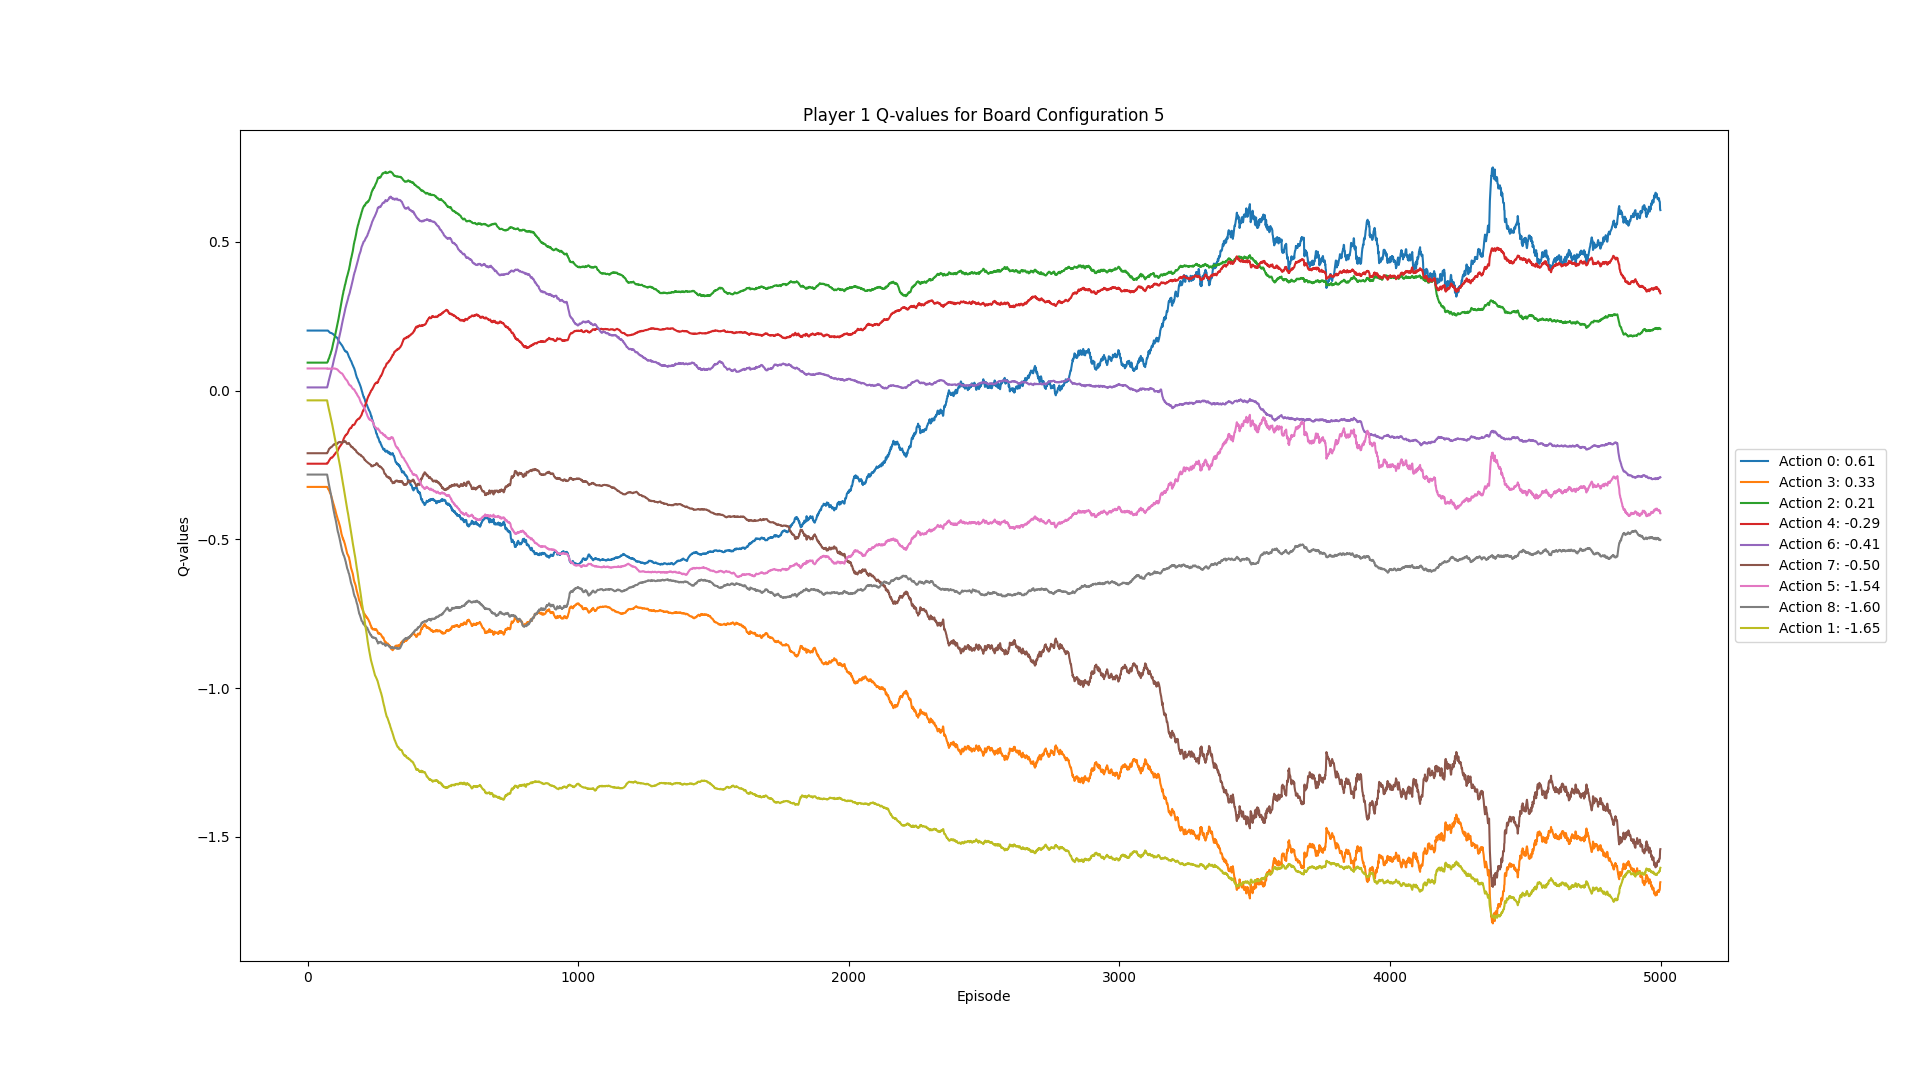 Player 1 Q-values for Board Configuration 5
Q-values
0.5
0.0
−0.5
−1.0
−1.5
0
1000
2000
3000
4000
5000
Episode
Action 0: 0.61
Action 3: 0.33
Action 2: 0.21
Action 4: -0.29
Action 6: -0.41
Action 7: -0.50
Action 5: -1.54
Action 8: -1.60
Action 1: -1.65